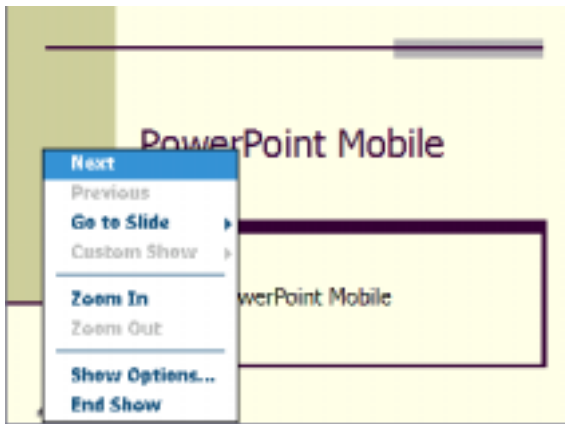 PowerPoint Mobile
Next
Previous
Go to Slide
Custom Show
Zoom In
werPoint Mobile
Zoom Out
Show Options...
End Show